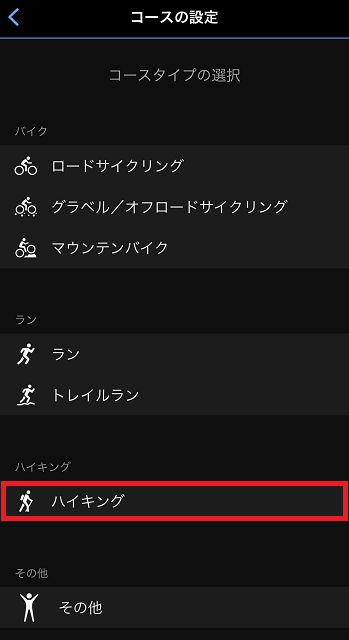 コースの設定
コースタイプの選択
バイク
ロードサイクリング
グラベル／オフロードサイクリング
マウンテンバイク
ラン
ラン
トレイルラン
ハイキング
ハイキング
その他
その他